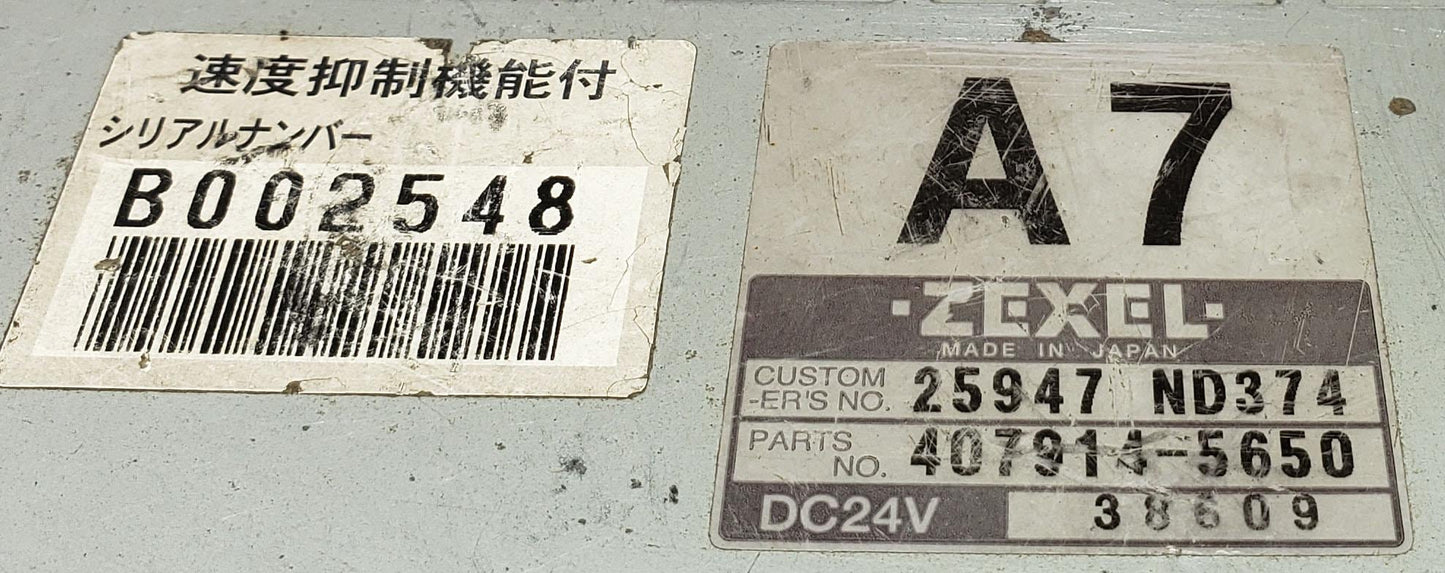 速度抑制機能付
シリアルナンバー
B002548
A7
·ZEXEL·
MADE IN JAPAN
CUSTOM
-ER'S NO. 25947 ND374
PARTS
NO. 407914-5650
DC24V 38609